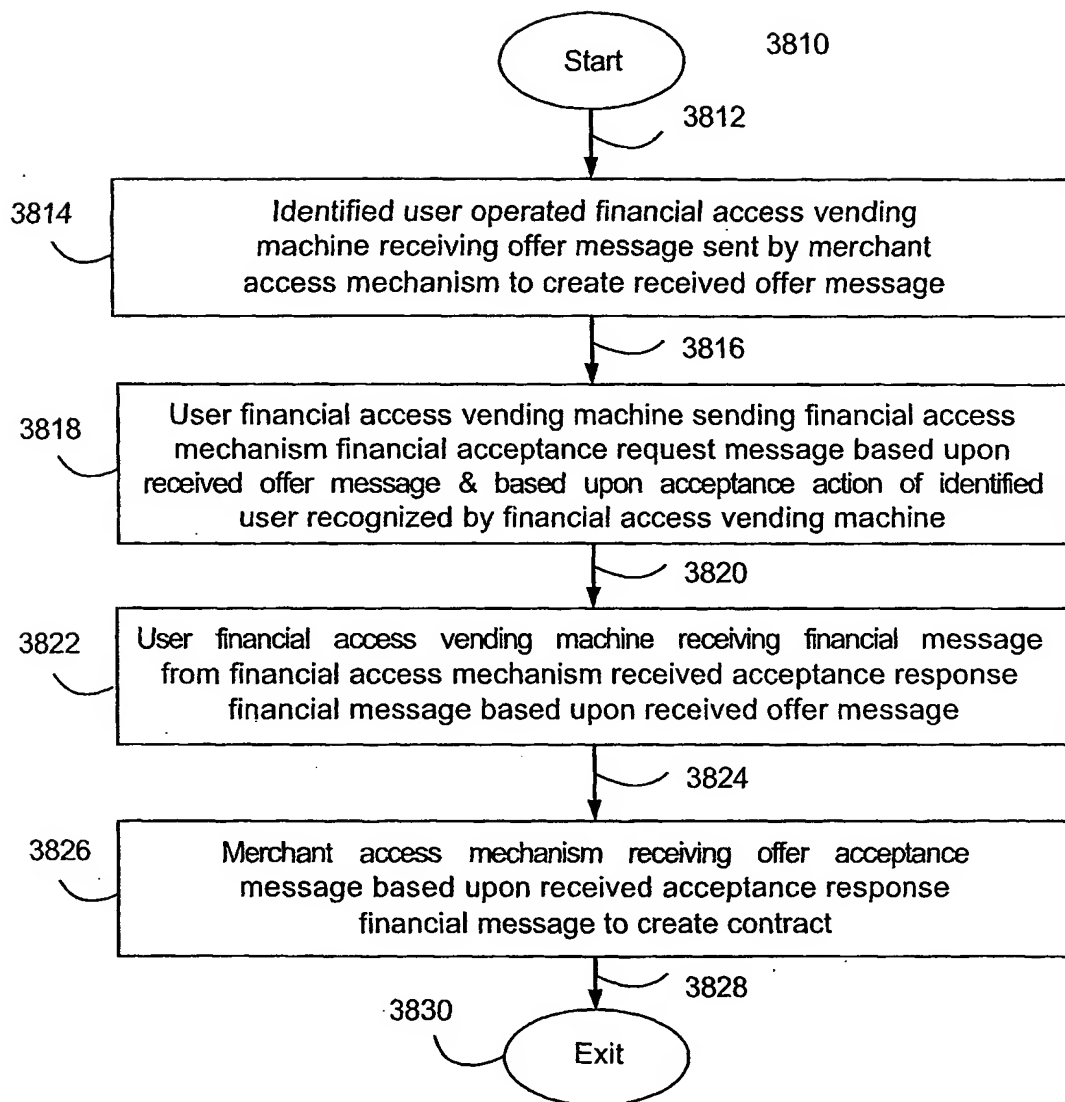 Start
3810
3812
3814
Identified user operated financial access vending
machine receiving offer message sent by merchant
access mechanism to create received offer message
3816
3818
User financial access vending machine sending financial access
mechanism financial acceptance request message based upon
received offer message & based upon acceptance action of identified
user recognized by financial access vending machine
3820
3822
User financial access vending machine receiving financial message
from financial access mechanism received acceptance response
financial message based upon received offer message
3824
3826
Merchant access mechanism receiving offer acceptance
message based upon received acceptance response
financial message to create contract
3828
3830
Exit